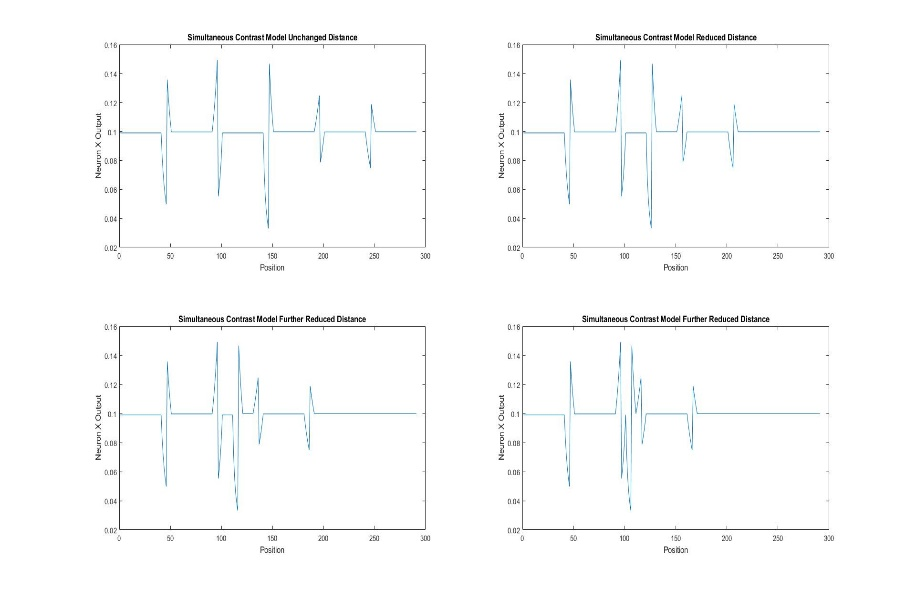 Simultaneous Contrast Model Unchanged Distance
0.16
0.14
0.12
0.1
0.08
0.06
0.04
0.02
Neuron X Output
0 50 100 150 200 250 300
Position
Simultaneous Contrast Model Reduced Distance
0.16
0.14
0.12
0.1
0.08
0.06
0.04
0.02
Neuron X Output
0 50 100 150 200 250 300
Position
Simultaneous Contrast Model Further Reduced Distance
0.16
0.14
0.12
0.1
0.08
0.06
0.04
0.02
Neuron X Output
0 50 100 150 200 250 300
Position
Simultaneous Contrast Model Further Reduced Distance
0.16
0.14
0.12
0.1
0.08
0.06
0.04
0.02
Neuron X Output
0 50 100 150 200 250 300
Position